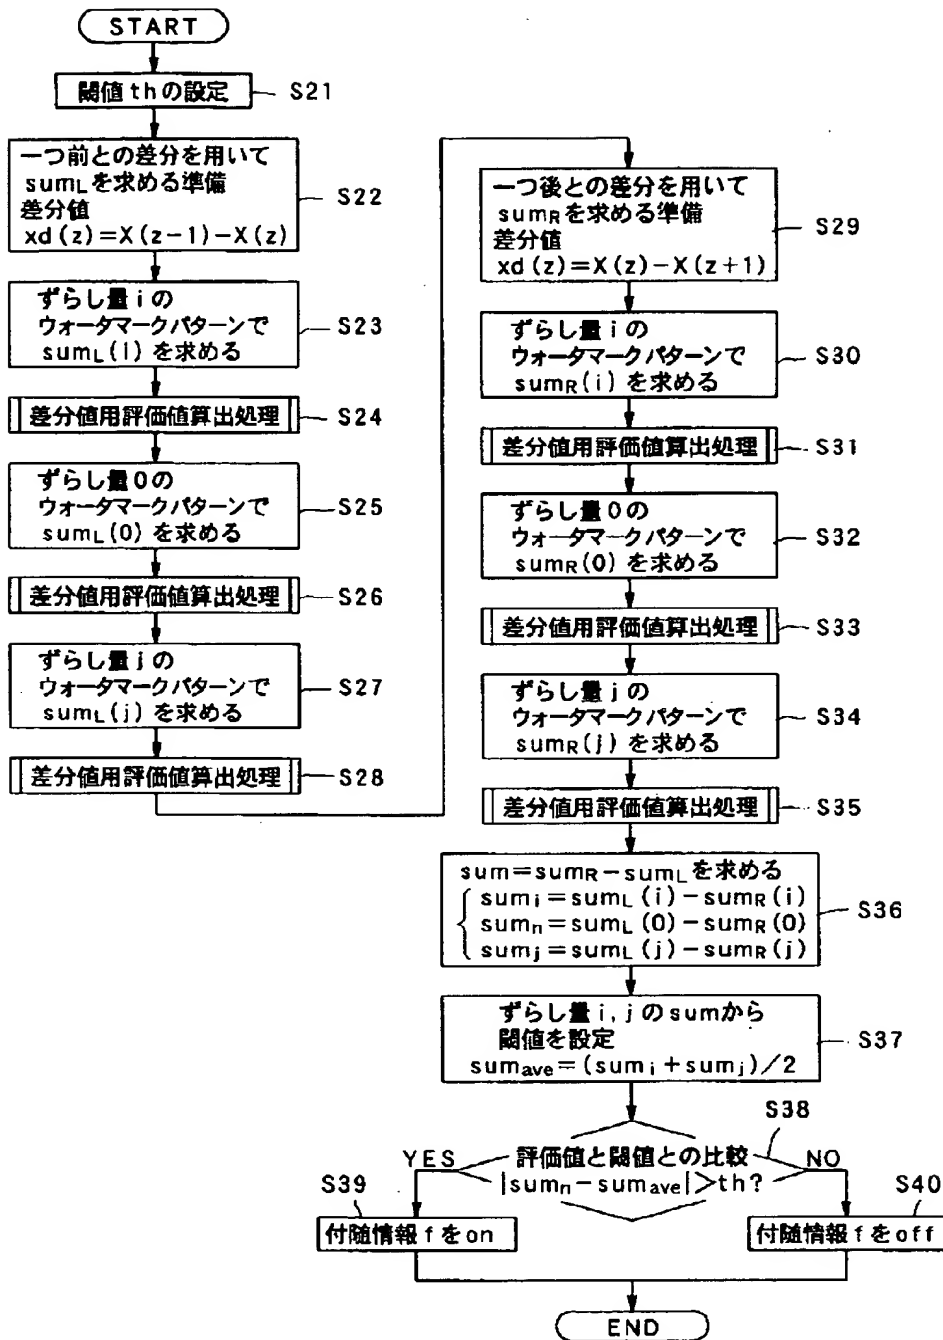 START
閾値thの設定
S21
一つ前との差分を用いて
sumLを求める準備
差分値
xd(z)=X(z-1)-X(z)
S22
ずらし量iの
ウォータマークパターンで
sumL(i)を求める
S23
差分値用評価値算出処理
S24
ずらし量0の
ウォータマークパターンで
sumL(0)を求める
S25
差分値用評価値算出処理
S26
ずらし量jの
ウォータマークパターンで
sumL(j)を求める
S27
差分値用評価値算出処理
S28
一つ後との差分を用いて
sumRを求める準備
差分値
xd(z)=X(z)-X(z+1)
S29
ずらし量iの
ウォータマークパターンで
sumR(i)を求める
S30
差分値用評価値算出処理
S31
ずらし量0の
ウォータマークパターンで
sumR(0)を求める
S32
差分値用評価値算出処理
S33
ずらし量jの
ウォータマークパターンで
sumR(j)を求める
S34
差分値用評価値算出処理
S35
sum=sumR-sumLを求める
sumi=sumL(i)-sumR(i)
sumn=sumL(0)-sumR(0)
sumj=sumL(j)-sumR(j)
S36
ずらし量i,jのsumから
閾値を設定
sumave=(sumi+sumj)/2
S37
S38
評価値と閾値との比較
|sumn-sumave|>th?
YES
NO
S39
付随情報fをon
S40
付随情報fをoff
END